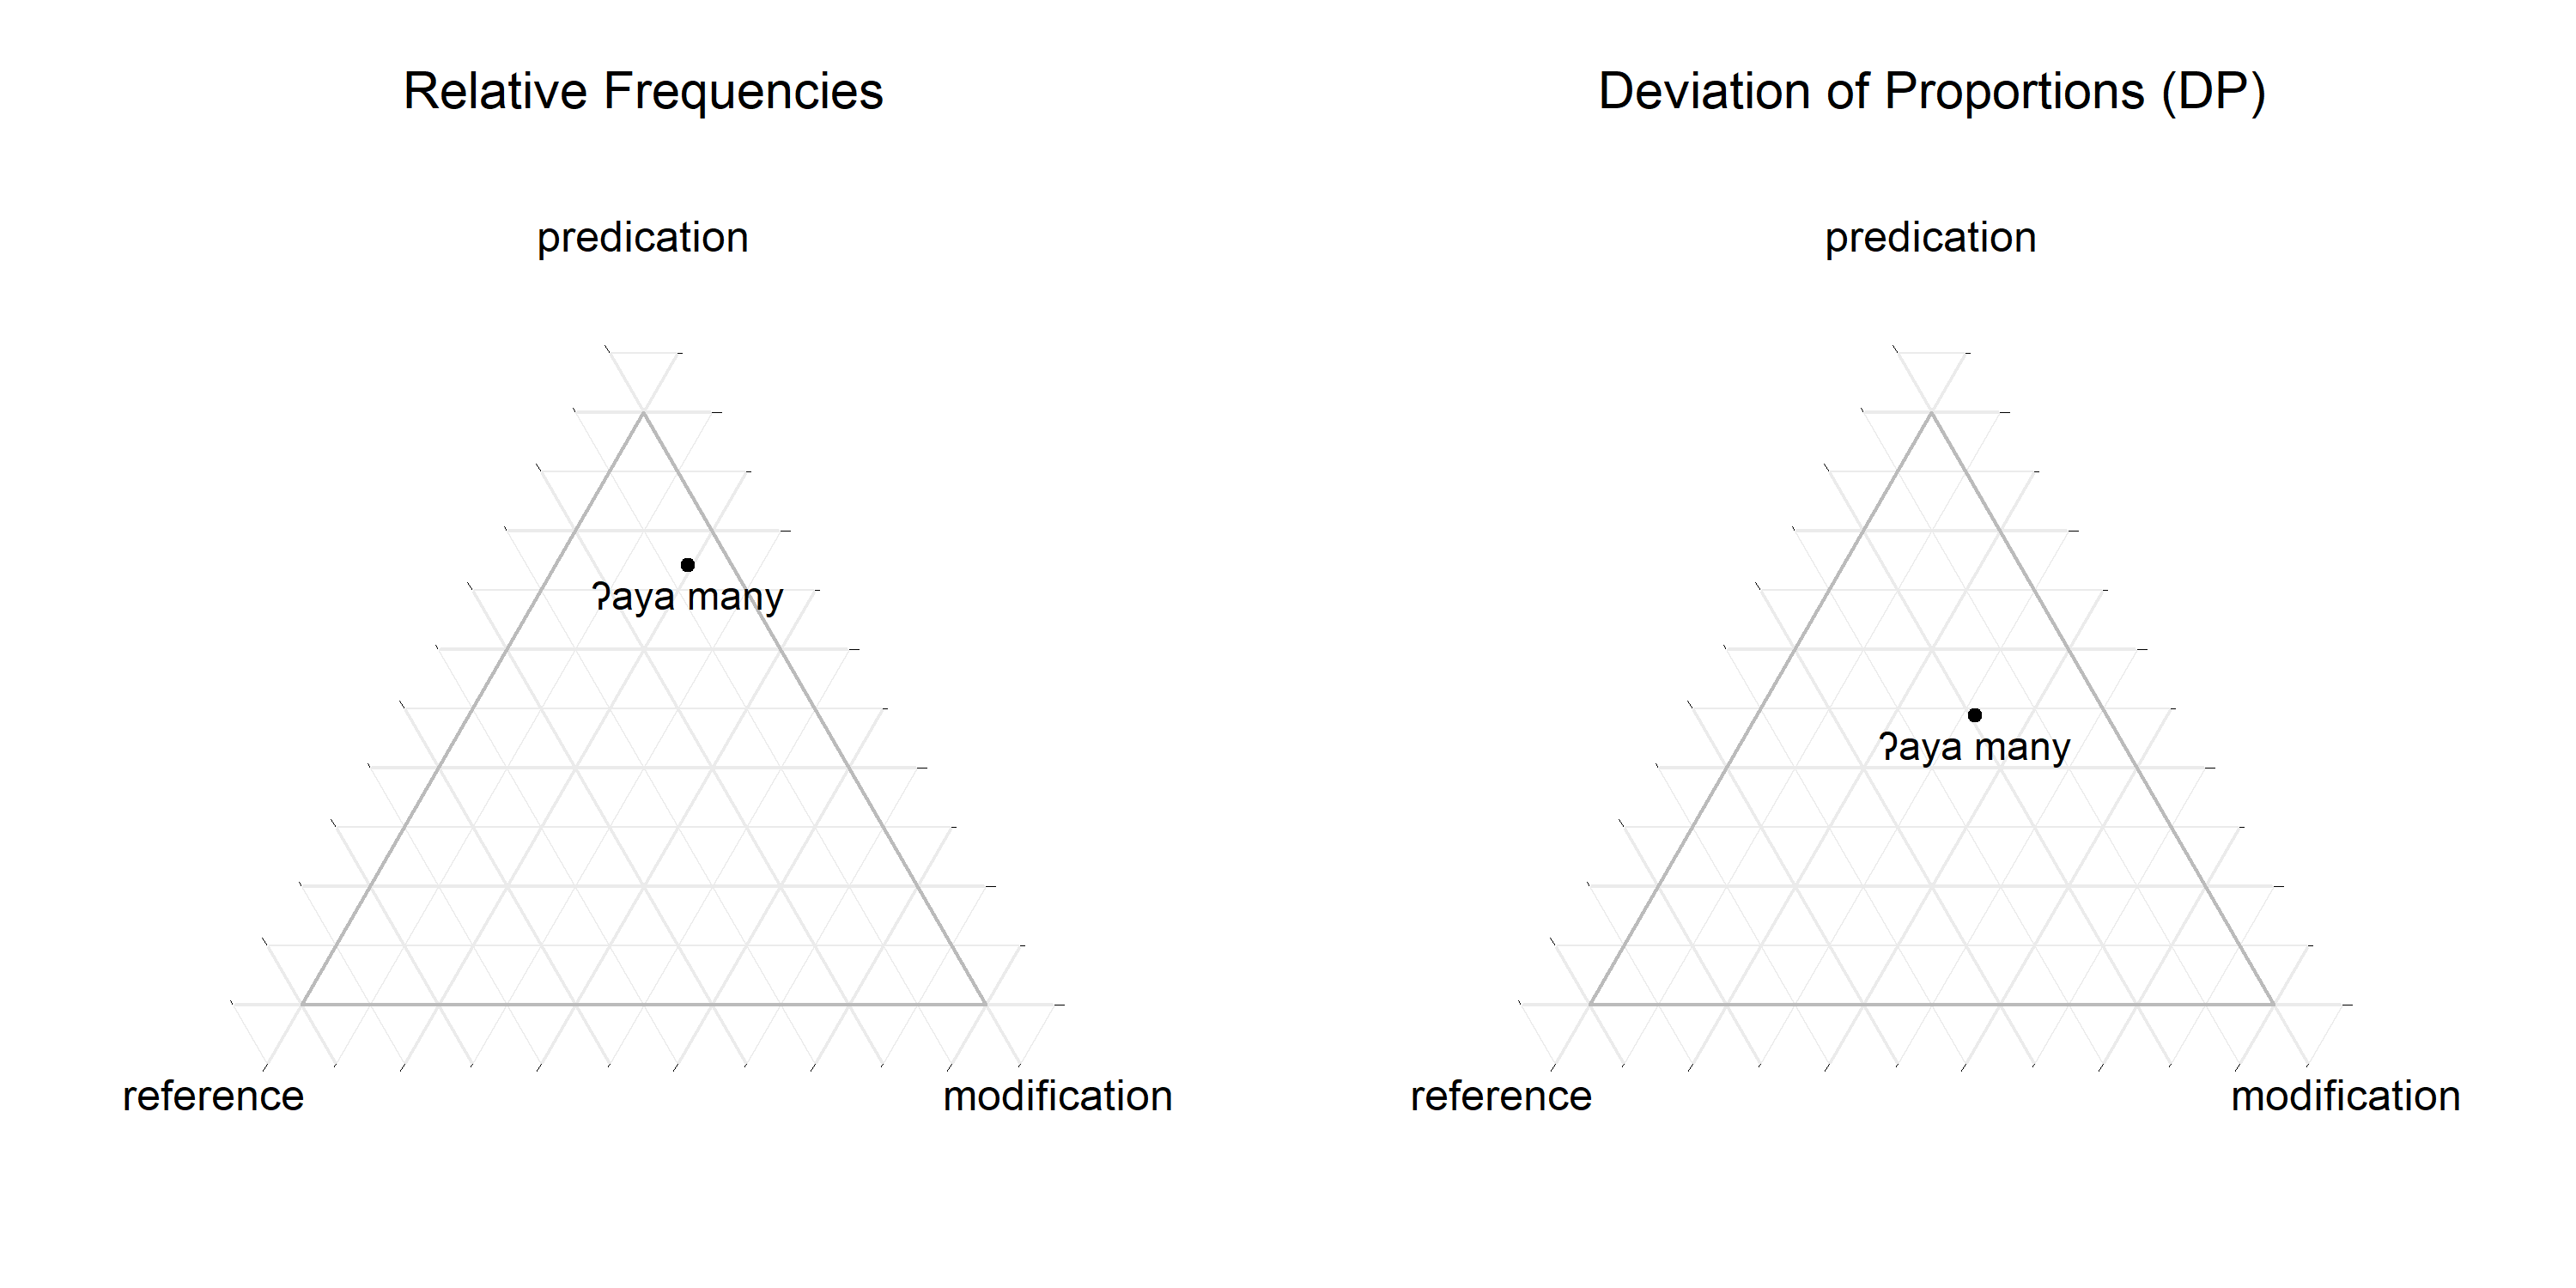 Relative Frequencies
predication
ʔaya many
reference
modification
Deviation of Proportions (DP)
predication
ʔaya many
reference
modification